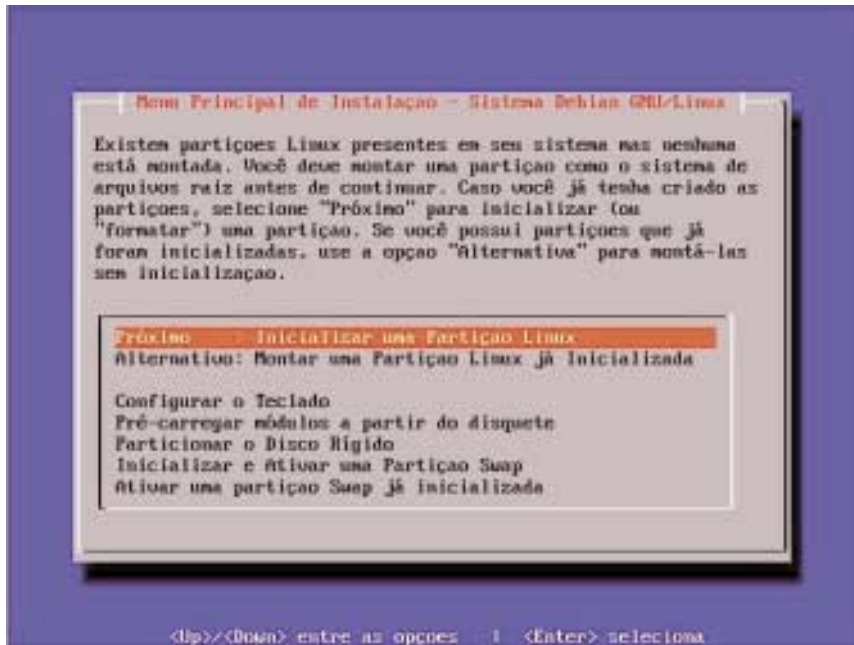 Menu Principal de Instalaçao - Sistema Debian GNU/Linux
Existem partiçoes Linux presentes em seu sistema mas nenhuma
está montada. Você deve montar uma partiçao como o sistema de
arquivos raiz antes de continuar. Caso você já tenha criado as
partiçoes, selecione "Próximo" para inicializar (ou
"formatar") uma partiçao. Se você possui partiçoes que já
foram inicializadas, use a opçao "Alternativa" para montá-las
sem inicializaçao.
Próximo : Inicializar uma Partiçao Linux
Alternativo: Montar uma Partiçao Linux já Inicializada
Configurar o Teclado
Pré-carregar módulos a partir do disquete
Particionar o Disco Rígido
Inicializar e Ativar uma Partiçao Swap
Ativar uma partiçao Swap já inicializada
<Up>/<Down> entre as opçoes | <Enter> seleciona